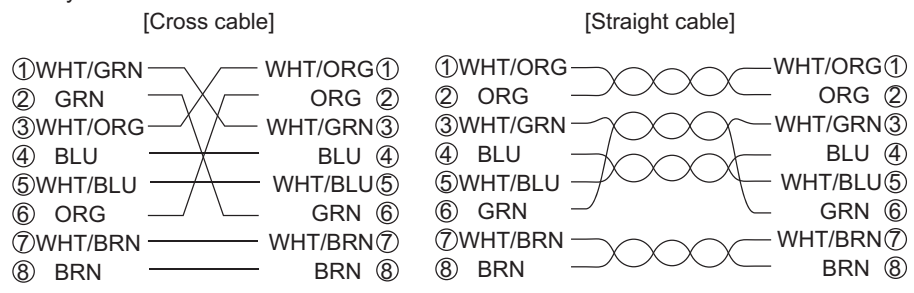 [Cross cable] [Straight cable]
①WHT/GRN WHT/ORG① ①WHT/ORG WHT/ORG①
② GRN ORG ② ② ORG ORG ②
③WHT/ORG WHT/GRN③ ③WHT/GRN WHT/GRN③
④ BLU BLU ④ ④ BLU BLU ④
⑤WHT/BLU WHT/BLU⑤ ⑤WHT/BLU WHT/BLU⑤
⑥ ORG GRN ⑥ ⑥ GRN GRN ⑥
⑦WHT/BRN WHT/BRN⑦ ⑦WHT/BRN WHT/BRN⑦
⑧ BRN BRN ⑧ ⑧ BRN BRN ⑧